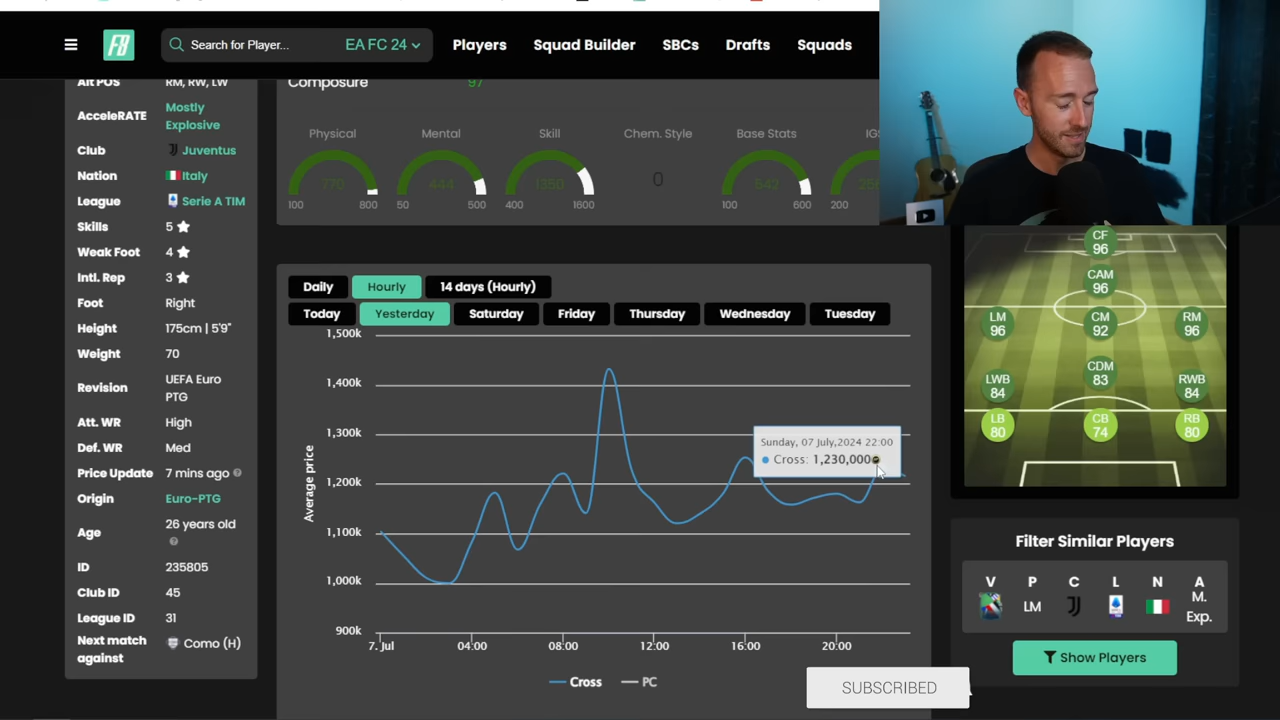 FB
Search for Player...
EA FC 24
Players
Squad Builder
SBCs
Drafts
Squads
Alt POS
RM, RW, LW
AcceleRATE
Mostly
Explosive
Club
Juventus
Nation
Italy
League
Serie A TIM
Skills
5
Weak Foot
4
Intl. Rep
3
Foot
Right
Height
175cm | 5'9"
Weight
70
Revision
UEFA Euro
PTG
Att. WR
High
Def. WR
Med
Price Update
7 mins ago
Origin
Euro-PTG
Age
26 years old
ID
235805
Club ID
45
League ID
31
Next match
against
Como (H)
Composure
97
Physical
770
100
800
Mental
444
50
500
Skill
1350
400
1600
Chem. Style
0
Base Stats
542
100
600
IGS
200
Daily
Hourly
14 days (Hourly)
Today
Yesterday
Saturday
Friday
Thursday
Wednesday
Tuesday
Average price
1,500k
1,400k
1,300k
1,200k
1,100k
1,000k
900k
Sunday, 07 July,2024 22:00
Cross: 1,230,000
7. Jul
04:00
08:00
12:00
16:00
20:00
Cross
PC
SUBSCRIBED
CF
96
CAM
96
LM
96
CM
92
RM
96
CDM
83
LWB
84
RWB
84
LB
80
CB
74
RB
80
Filter Similar Players
V
P
C
L
N
A
LM
M.
Exp.
Show Players